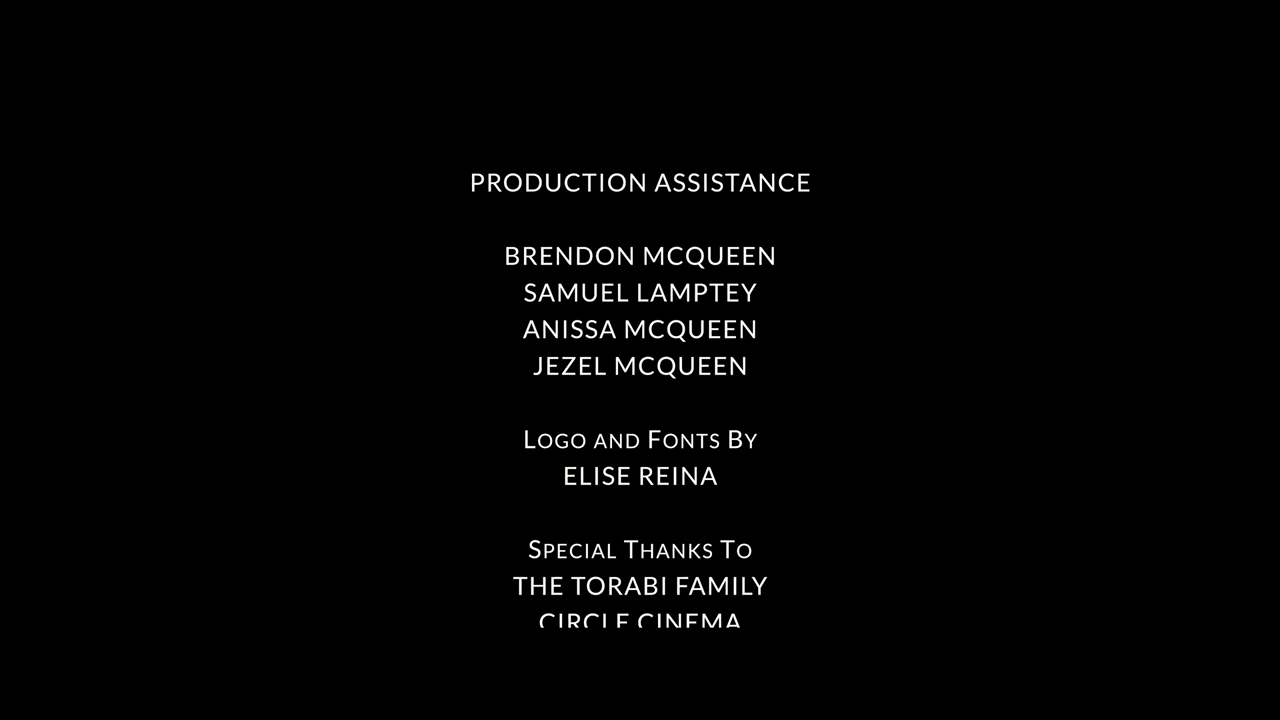 PRODUCTION ASSISTANCE
BRENDON MCQUEEN
SAMUEL LAMPTEY
ANISSA MCQUEEN
JEZEL MCQUEEN
Logo and Fonts By
ELISE REINA
Special Thanks To
THE TORABI FAMILY
CIRCLE CINEMA